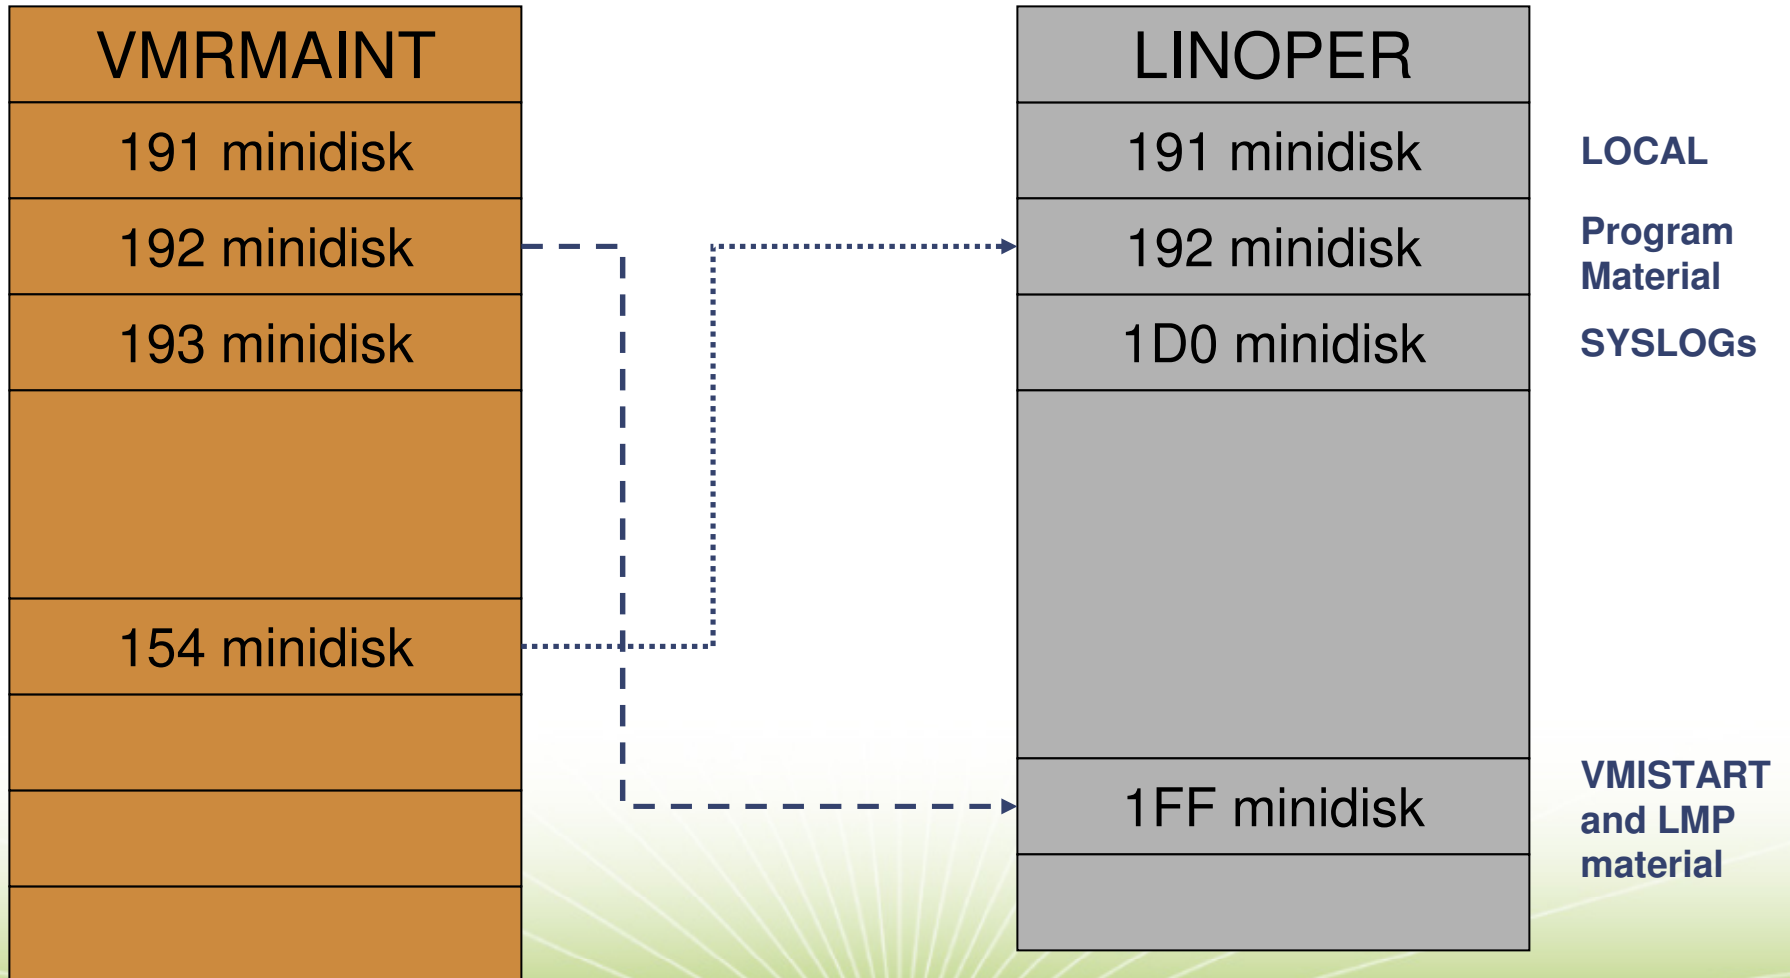 VMRMAINT
191 minidisk
192 minidisk
193 minidisk
154 minidisk
LINOPER
191 minidisk
192 minidisk
1D0 minidisk
1FF minidisk
LOCAL
Program
Material
SYSLOGs
VMISTART
and LMP
material